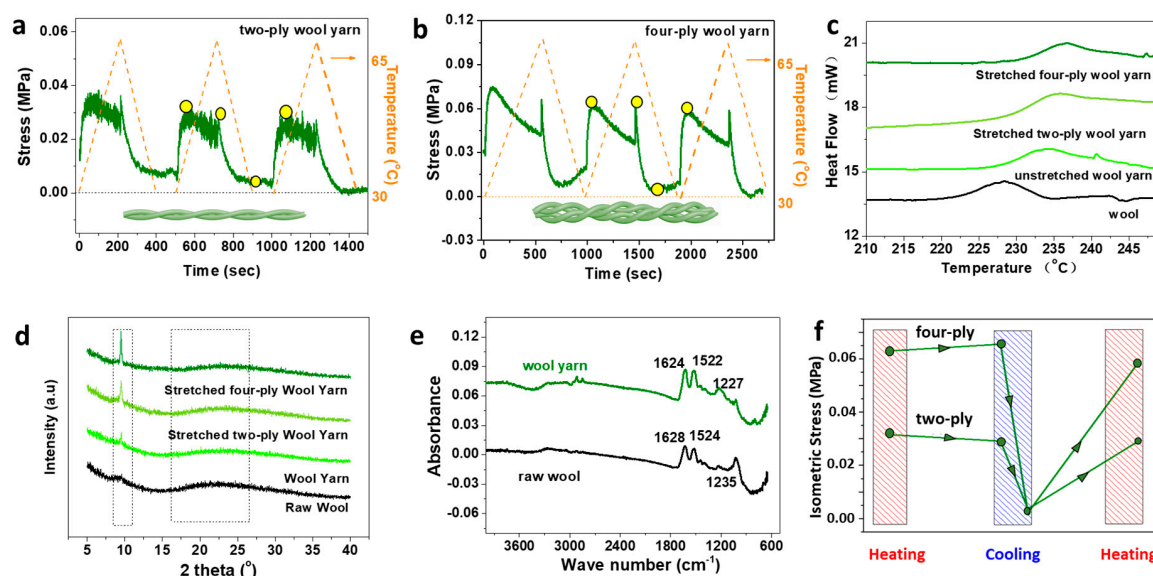 a
two-ply wool yarn
Stress (MPa)
0.06
0.04
0.02
0.00
0 200 400 600 800 1000 1200 1400
Time (sec)
65
30
Temperature (°C)
b
four-ply wool yarn
Stress (MPa)
0.12
0.09
0.06
0.03
0.00
-0.03
0 500 1000 1500 2000 2500
Time (sec)
65
30
Temperature (°C)
c
Heat Flow (mW)
21
18
15
12
Stretched four-ply wool yarn
Stretched two-ply wool yarn
unstretched wool yarn
wool
210 215 220 225 230 235 240 245
Temperature (°C)
d
Intensity (a.u)
Stretched four-ply Wool Yarn
Stretched two-ply Wool Yarn
Wool Yarn
Raw Wool
5 10 15 20 25 30 35 40
2 theta (°)
e
Absorbance
0.12
0.09
0.06
0.03
0.00
-0.03
-0.06
wool yarn
1624 1522
1227
1628 1524
raw wool
1235
3600 3000 2400 1800 1200 600
Wave number (cm⁻¹)
f
Isometric Stress (MPa)
0.06
0.04
0.03
0.01
0.00
four-ply
two-ply
Heating Cooling Heating